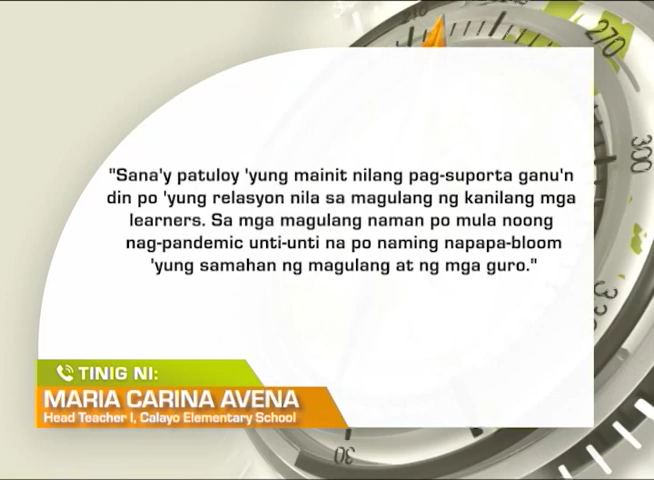 "Sana'y patuloy 'yung mainit nilang pag-suporta ganu'n
din po 'yung relasyon nila sa magulang ng kanilang mga
learners. Sa mga magulang naman po mula noong
nag-pandemic unti-unti na po naming napapa-bloom
'yung samahan ng magulang at ng mga guro."
TINIG NI:
MARIA CARINA AVENA
Head Teacher I, Calayo Elementary School
210
270
300
30